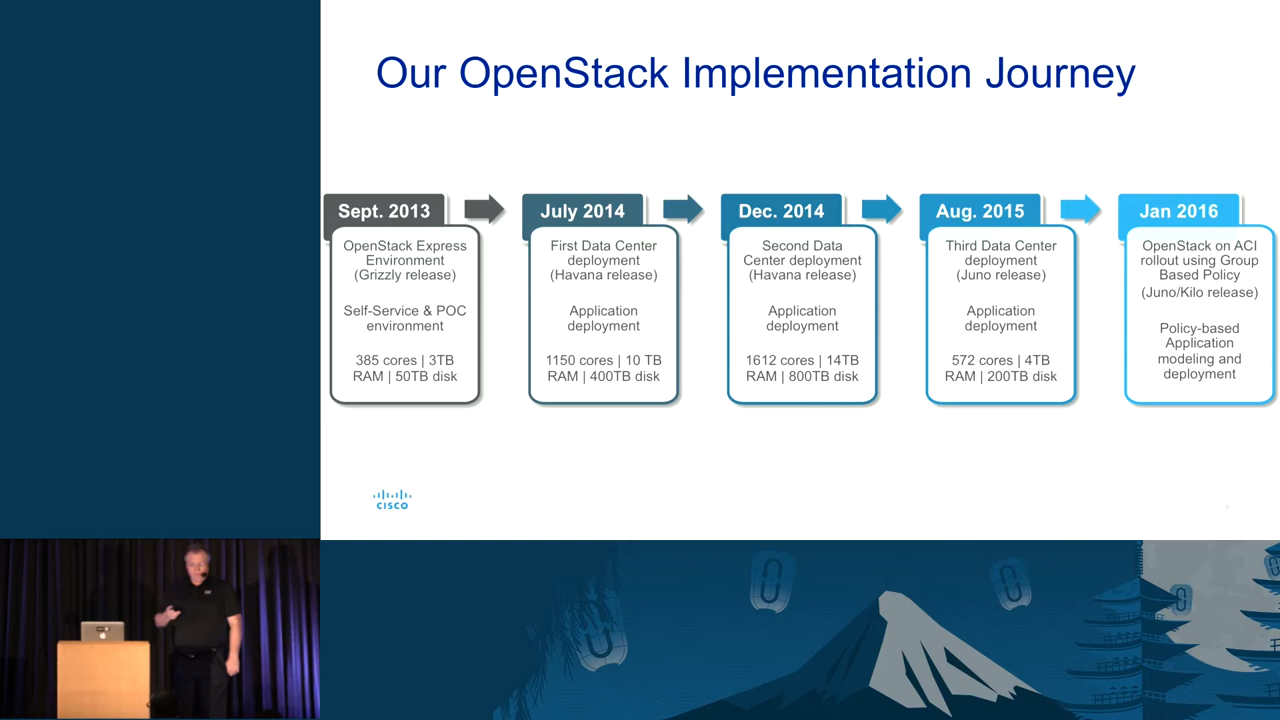 Our OpenStack Implementation Journey
Sept. 2013
OpenStack Express
Environment
(Grizzly release)
Self-Service & POC
environment
385 cores | 3TB
RAM | 50TB disk
July 2014
First Data Center
deployment
(Havana release)
Application
deployment
1150 cores | 10 TB
RAM | 400TB disk
Dec. 2014
Second Data
Center deployment
(Havana release)
Application
deployment
1612 cores | 14TB
RAM | 800TB disk
Aug. 2015
Third Data Center
deployment
(Juno release)
Application
deployment
572 cores | 4TB
RAM | 200TB disk
Jan 2016
OpenStack on ACI
rollout using Group
Based Policy
(Juno/Kilo release)
Policy-based
Application
modeling and
deployment
CISCO